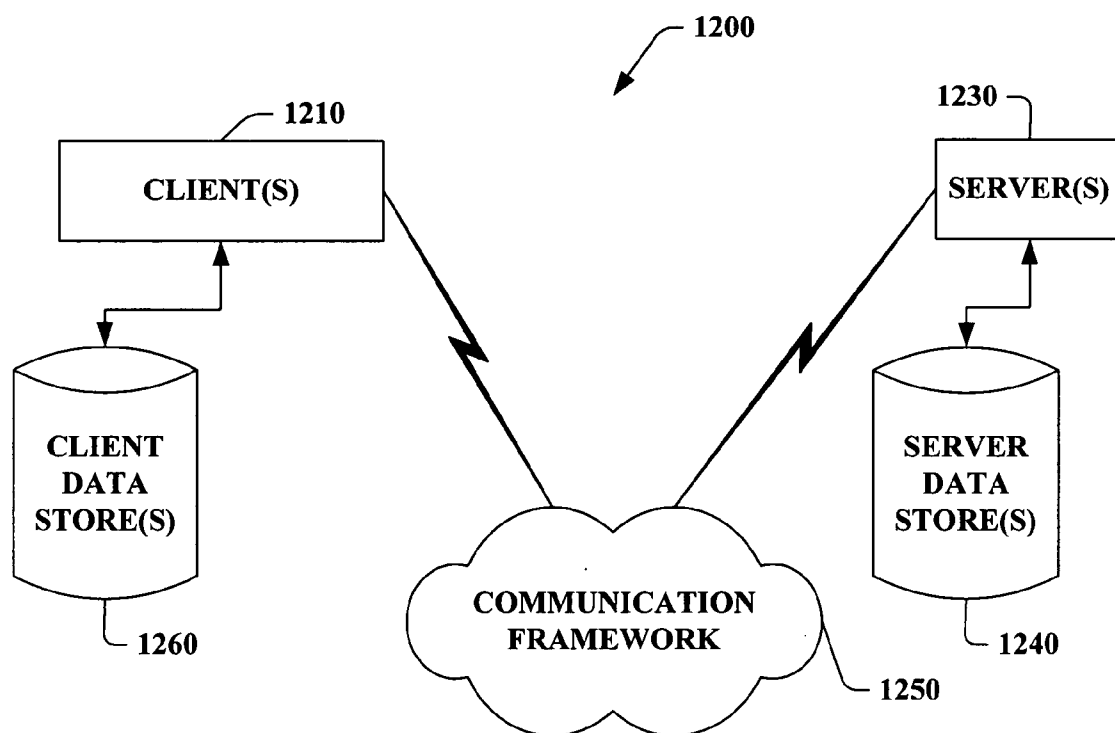 1200
1210
1230
CLIENT(S)
SERVER(S)
CLIENT
DATA
STORE(S)
SERVER
DATA
STORE(S)
COMMUNICATION
FRAMEWORK
1260
1240
1250